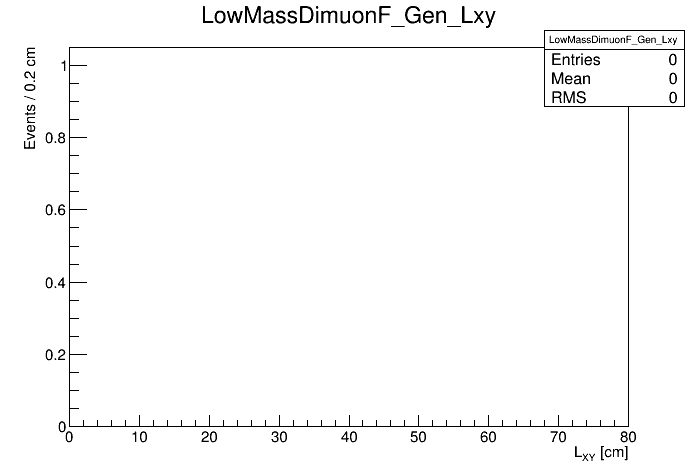 LowMassDimuonF_Gen_Lxy
LowMassDimuonF_Gen_Lxy
Entries 0
Mean 0
RMS 0
Events / 0.2 cm
1
0.8
0.6
0.4
0.2
0
0 10 20 30 40 50 60 70 80
L_XY [cm]